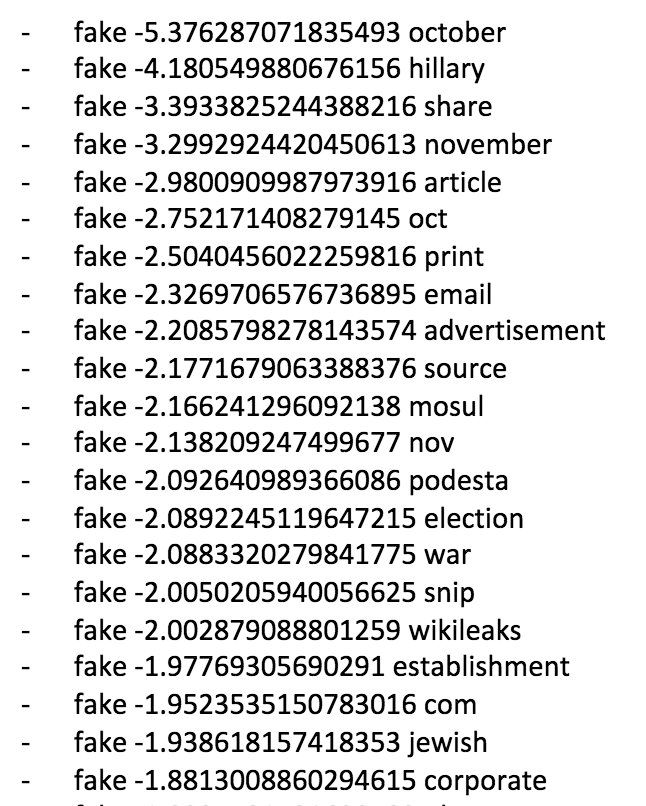 - fake -5.376287071835493 october
- fake -4.180549880676156 hillary
- fake -3.3933825244388216 share
- fake -3.2992924420450613 november
- fake -2.9800909987973916 article
- fake -2.752171408279145 oct
- fake -2.5040456022259816 print
- fake -2.3269706576736895 email
- fake -2.2085798278143574 advertisement
- fake -2.1771679063388376 source
- fake -2.166241296092138 mosul
- fake -2.138209247499677 nov
- fake -2.092640989366086 podesta
- fake -2.0892245119647215 election
- fake -2.0883320279841775 war
- fake -2.0050205940056625 snip
- fake -2.002879088801259 wikileaks
- fake -1.97769305690291 establishment
- fake -1.9523535150783016 com
- fake -1.938618157418353 jewish
- fake -1.8813008860294615 corporate